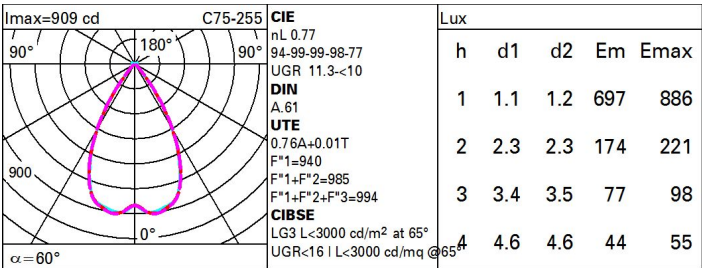 Imax=909 cd C75-255
90° 180° 90°
900
0°
α=60°
CIE
nL 0.77
94-99-99-98-77
UGR 11.3-<10
DIN
A.61
UTE
0.76A+0.01T
F"1=940
F"1+F"2=985
F"1+F"2+F"3=994
CIBSE
LG3 L<3000 cd/m² at 65°
UGR<16 | L<3000 cd/mq @65°
Lux
h d1 d2 Em Emax
1 1.1 1.2 697 886
2 2.3 2.3 174 221
3 3.4 3.5 77 98
4 4.6 4.6 44 55